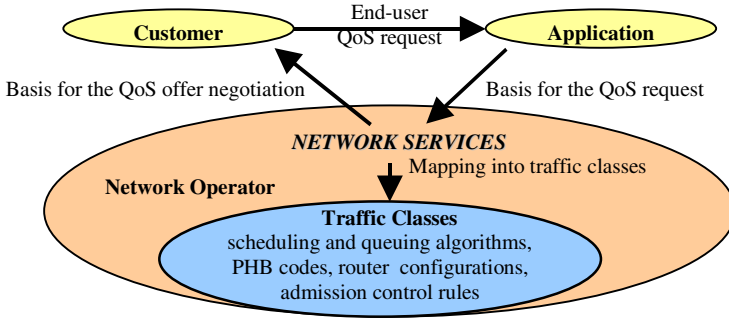 End-user
Customer
QoS request
Application
Basis for the QoS offer negotiation
Basis for the QoS request
NETWORK SERVICES
Mapping into traffic classes
Network Operator
Traffic Classes
scheduling and queuing algorithms,
PHB codes, router configurations,
admission control rules